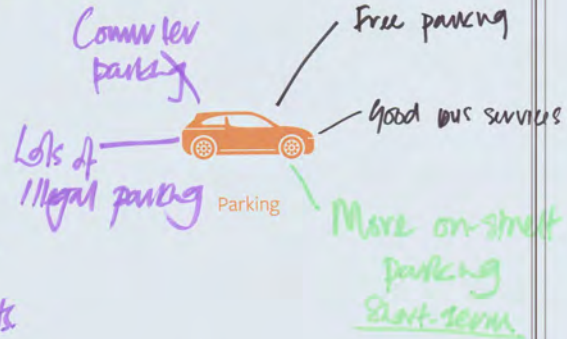 Commuter
parking
Free parking
Good bus services
Lots of
illegal parking
Parking
More on-street
parking
short-term